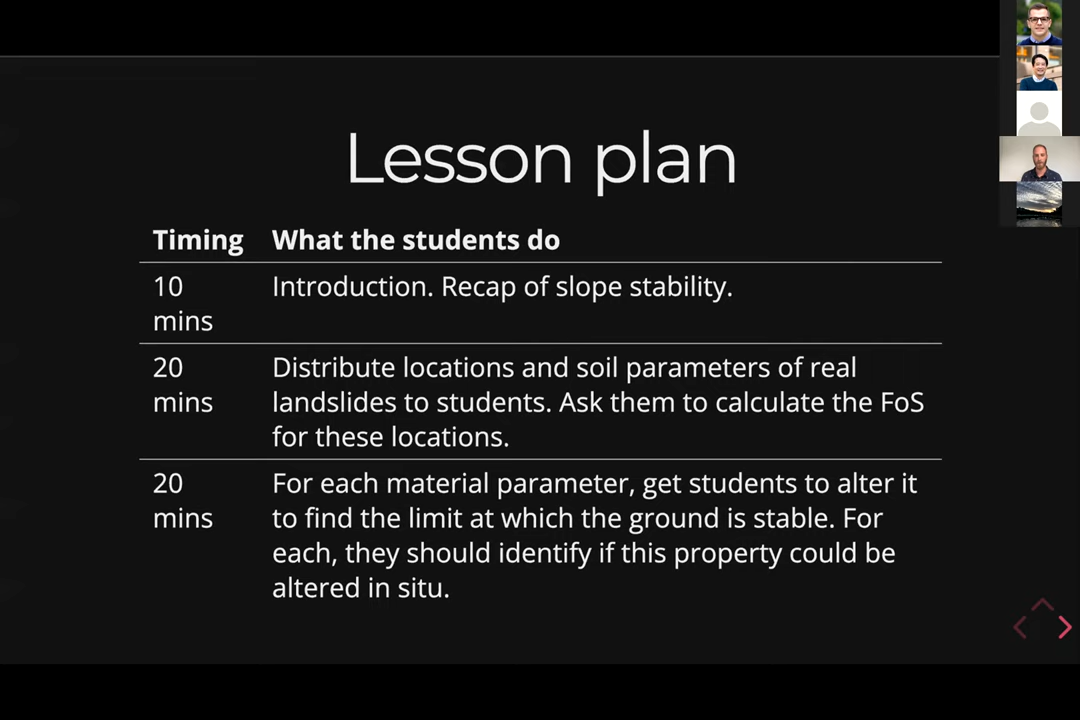 Lesson plan
Timing What the students do
10 Introduction. Recap of slope stability.
mins
20 Distribute locations and soil parameters of real
mins landslides to students. Ask them to calculate the FoS
for these locations.
20 For each material parameter, get students to alter it
mins to find the limit at which the ground is stable. For
each, they should identify if this property could be
altered in situ.